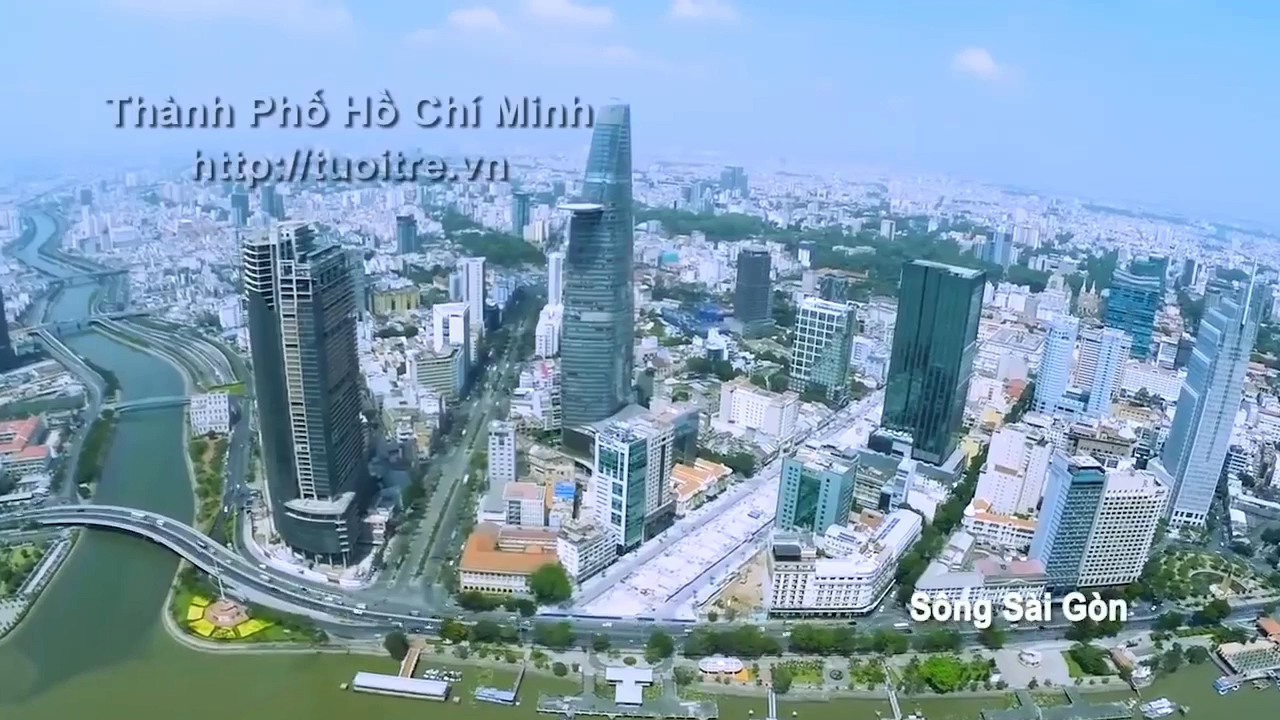 Thành Phố Hồ Chí Minh
http://tuoitre.vn
Sông Sài Gòn